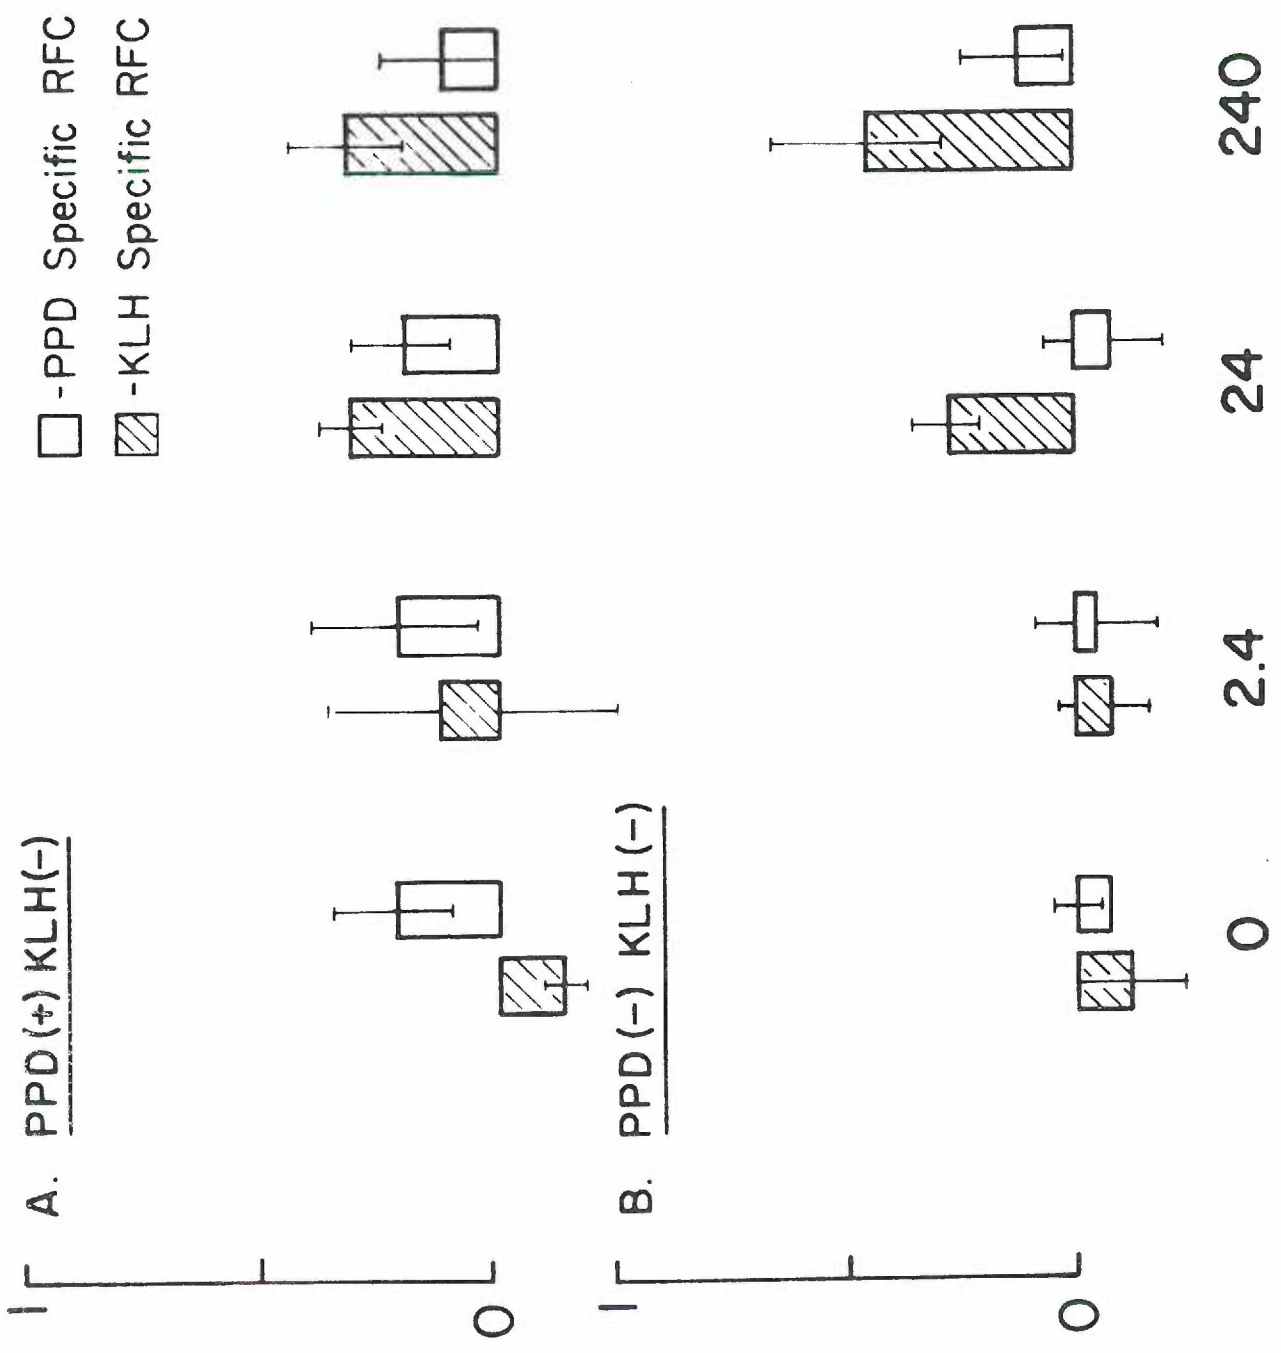 -PPD Specific RFC
-KLH Specific RFC
A. PPD (+) KLH(-)
1
0
B. PPD (-) KLH (-)
1
0
0 2.4 24 240